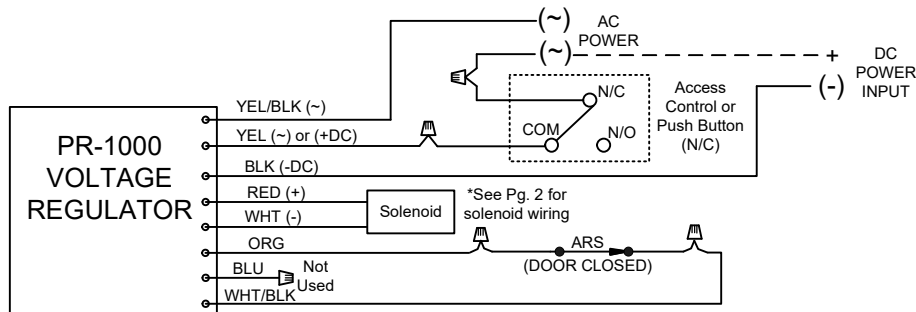 (~) AC
POWER
(~)
+ DC
POWER
INPUT
(-)
N/C
COM
N/O
Access
Control or
Push Button
(N/C)
PR-1000
VOLTAGE
REGULATOR
YEL/BLK (~)
YEL (~) or (+DC)
BLK (-DC)
RED (+)
WHT (-)
Solenoid
*See Pg. 2 for
solenoid wiring
ORG
ARS
(DOOR CLOSED)
BLU
Not
Used
WHT/BLK